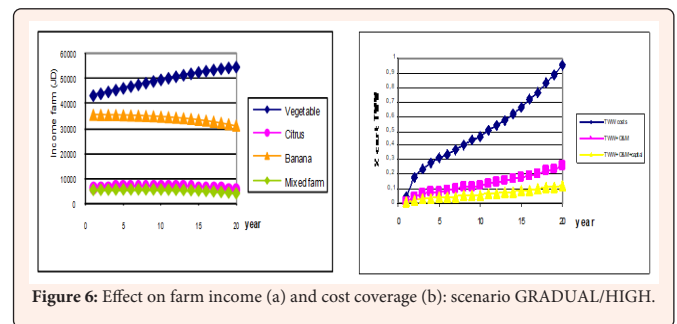 60000
50000
40000
30000
20000
10000
0
Income farm (JD)
0 5 10 15 20
year
Vegetable
Citrus
Banana
Mixed farm
1
0,9
0,8
0,7
0,6
0,5
0,4
0,3
0,2
0,1
0
0 5 10 15 20
year
TWW costs
TWW+O&M
Figure 6: Effect on farm income (a) and cost coverage (b): scenario GRADUAL/HIGH.